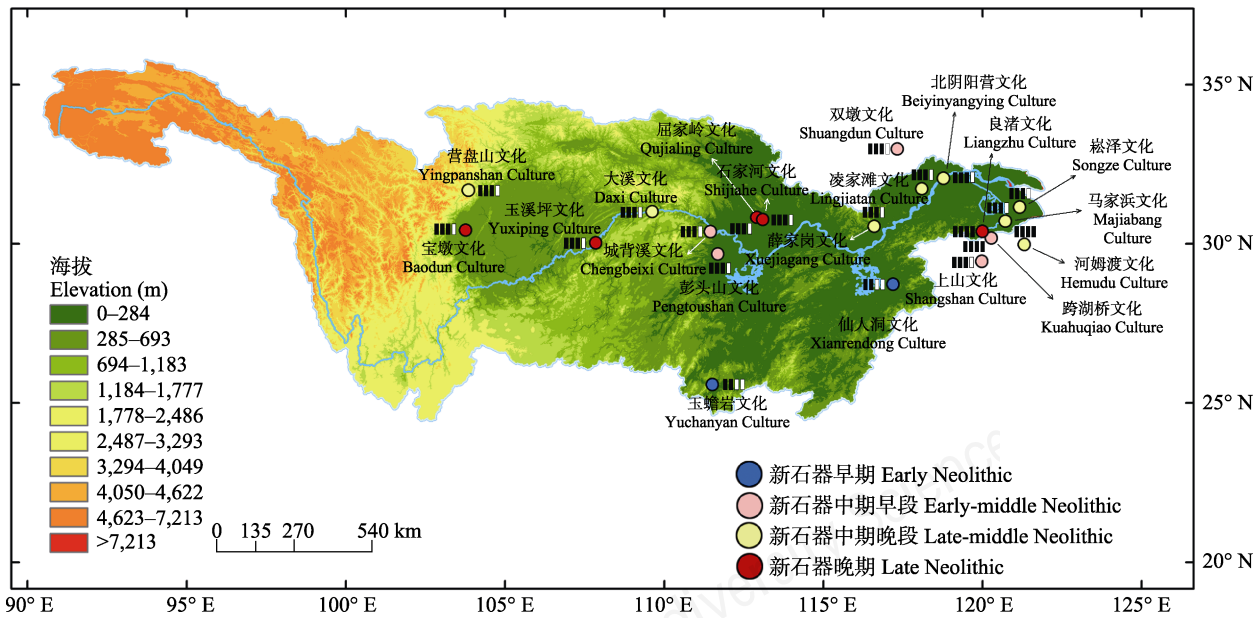 北阴阳营文化
Beiyinyangying Culture
双墩文化
Shuangdun Culture
良渚文化
Liangzhu Culture
崧泽文化
Songze Culture
屈家岭文化
Qujialing Culture
营盘山文化
Yingpanshan Culture
大溪文化
Daxi Culture
石家河文化
Shijiahe Culture
凌家滩文化
Lingjiatan Culture
马家浜文化
Majiabang
Culture
玉溪坪文化
Yuxiping Culture
宝墩文化
Baodun Culture
城背溪文化
Chengbeixi Culture
薛家岗文化
Xuejiagang Culture
彭头山文化
Pengtoushan Culture
上山文化
Shangshan Culture
河姆渡文化
Hemudu Culture
跨湖桥文化
Kuahuqiao Culture
仙人洞文化
Xianrendong Culture
玉蟾岩文化
Yuchanyan Culture
海拔
Elevation (m)
0–284
285–693
694–1,183
1,184–1,777
1,778–2,486
2,487–3,293
3,294–4,049
4,050–4,622
4,623–7,213
>7,213
0 135 270 540 km
新石器早期 Early Neolithic
新石器中期早段 Early-middle Neolithic
新石器中期晚段 Late-middle Neolithic
新石器晚期 Late Neolithic
35° N
30° N
25° N
20° N
90° E 95° E 100° E 105° E 110° E 115° E 120° E 125° E